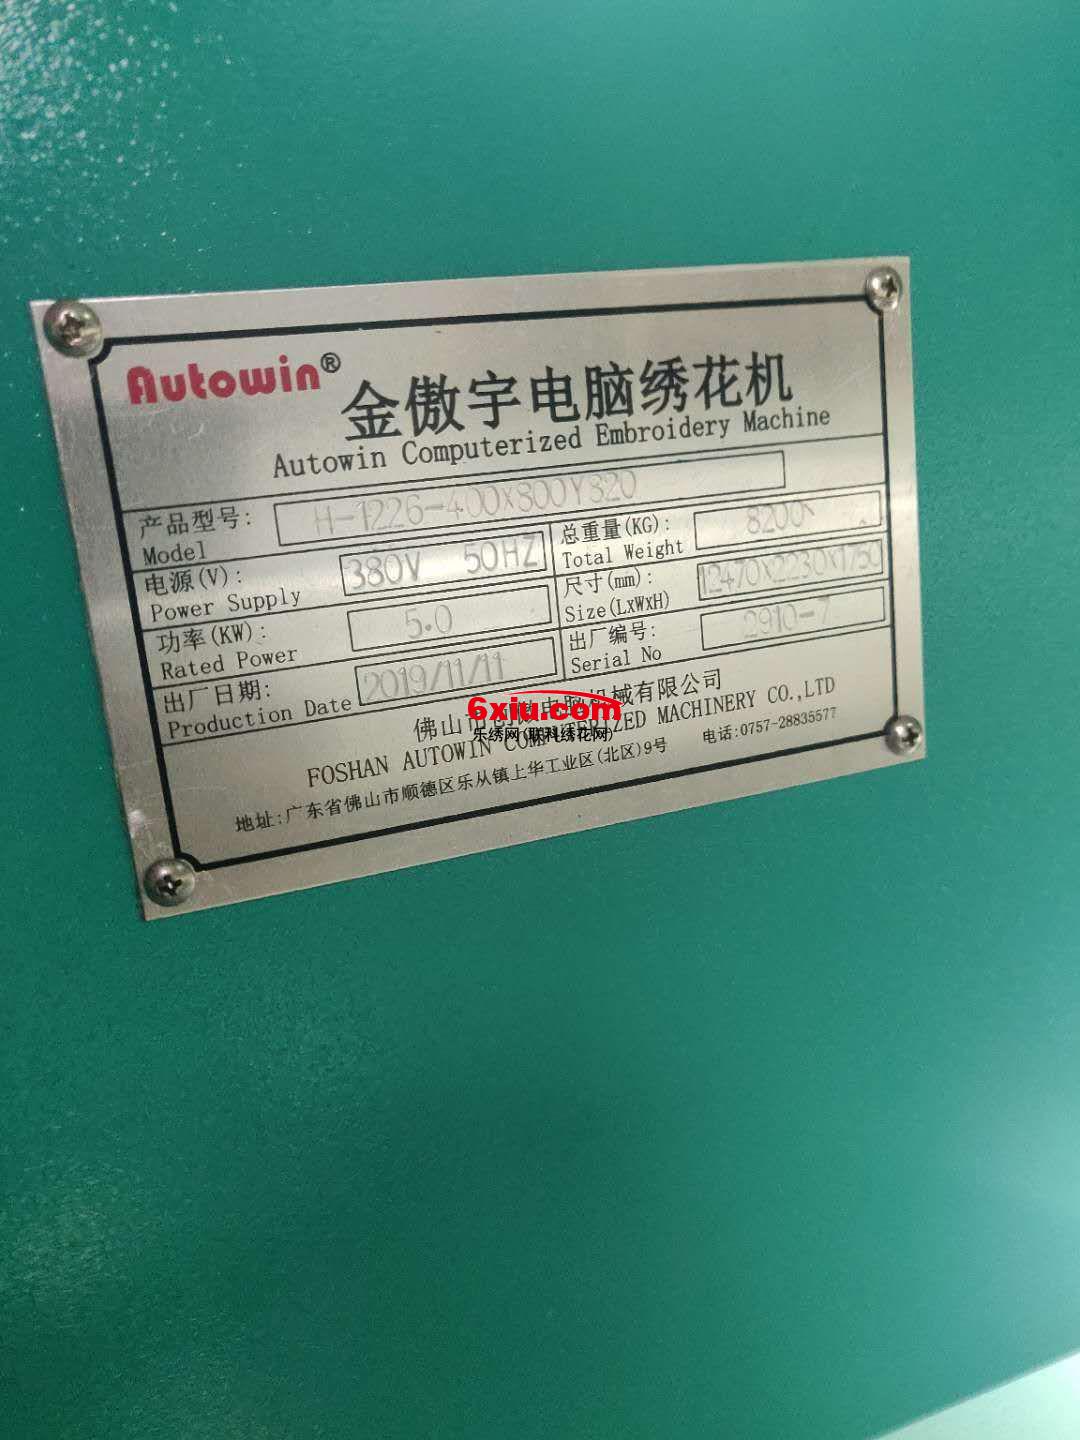 Autowin®
金傲宇电脑绣花机
Autowin Computerized Embroidery Machine
产品型号: H-1226-400X800Y820
Model
电源(V): 380V 50HZ
Power Supply
总重量(KG): 8200
Total Weight
功率(KW): 5.0
Rated Power
尺寸(mm): 12470X2230X1750
Size(LxWxH)
出厂日期: 2019/11/11
Production Date
出厂编号: 2910-7
Serial No
佛山市 电脑机械有限公司
6xiu.com
乐绣网(联科绣花网)
FOSHAN AUTOWIN COMPUTERIZED MACHINERY CO.,LTD
地址:广东省佛山市顺德区乐从镇上华工业区(北区)9号 电话:0757-28835577